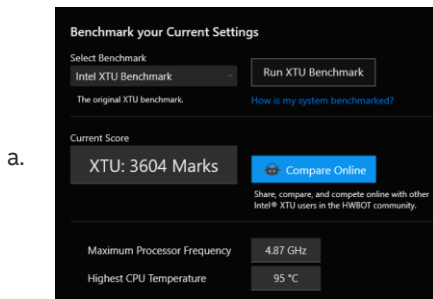 Benchmark your Current Settings
Select Benchmark
Intel XTU Benchmark
Run XTU Benchmark
The original XTU benchmark.
How is my system benchmarked?
Current Score
a.
XTU: 3604 Marks
Compare Online
Share, compare, and compete online with other
Intel® XTU users in the HWBOT community.
Maximum Processor Frequency
4.87 GHz
Highest CPU Temperature
95 °C